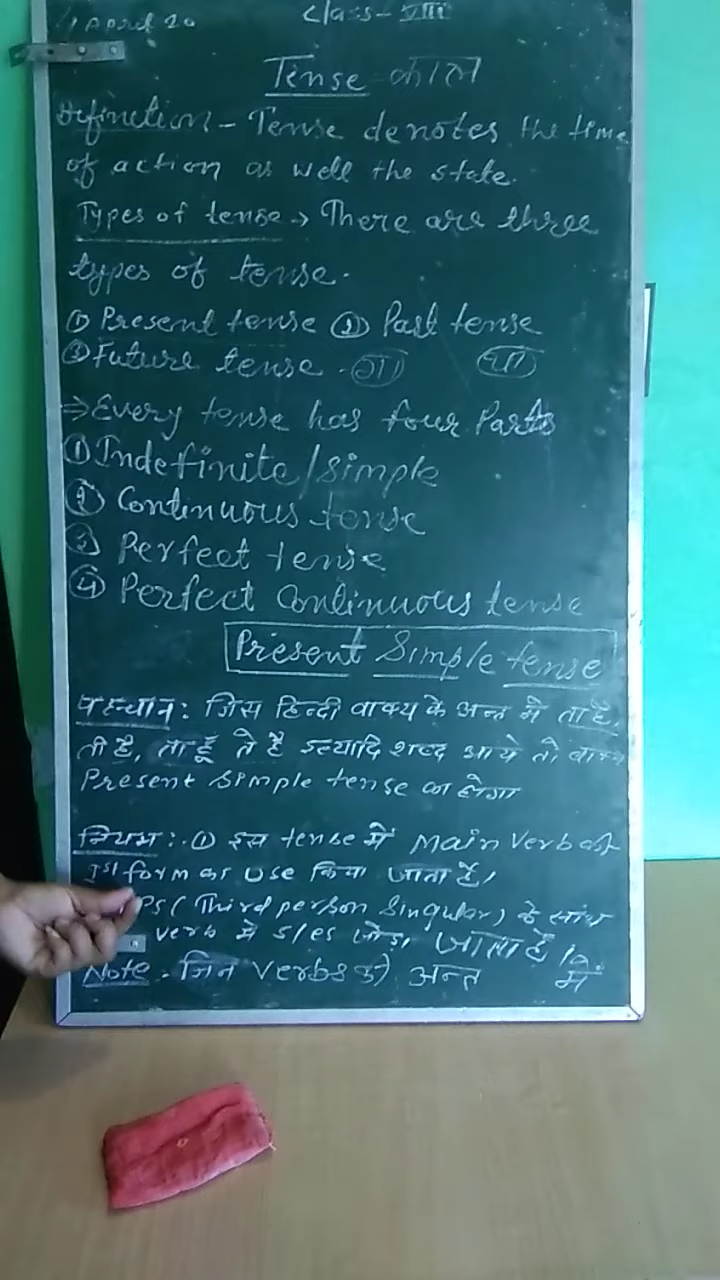 April 20 Class - VIII
Tense काल
Definction - Tense denotes the time
of action as well the state.
Types of tense → There are three
types of tense.
① Present tense ② Past tense
③ Future tense - गा था
⇒ Every tense has four Parts
① Indefinite/simple
② Continuous tense
③ Perfect tense
④ Perfect Continuous tense
Present Simple tense
पहचान : जिस हिन्दी वाक्य के अन्त में ता है,
ती है, ता हूँ ते है इत्यादि शब्द आये तो वाक्य
Present simple tense का होगा
नियम :- ① इस tense में Main Verb की
Ist form का Use किया जाता है,
PS (Third person Singular) के साथ
verb में s/es जोड़ा जाता है,
Note - जिन Verbs के अन्त में